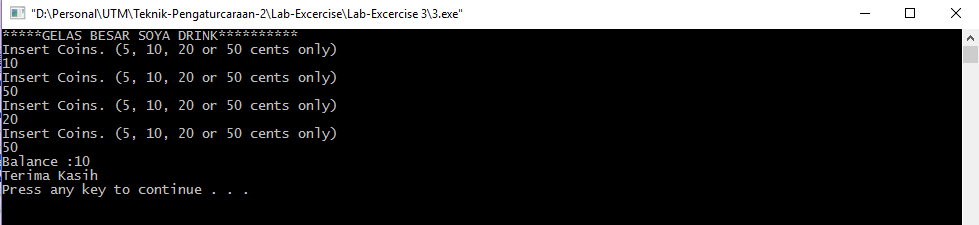 "D:\Personal\UTM\Teknik-Pengaturcaraan-2\Lab-Excercise\Lab-Excercise 3\3.exe"
*****GELAS BESAR SOYA DRINK**********
Insert Coins. (5, 10, 20 or 50 cents only)
10
Insert Coins. (5, 10, 20 or 50 cents only)
50
Insert Coins. (5, 10, 20 or 50 cents only)
20
Insert Coins. (5, 10, 20 or 50 cents only)
50
Balance :10
Terima Kasih
Press any key to continue . . .